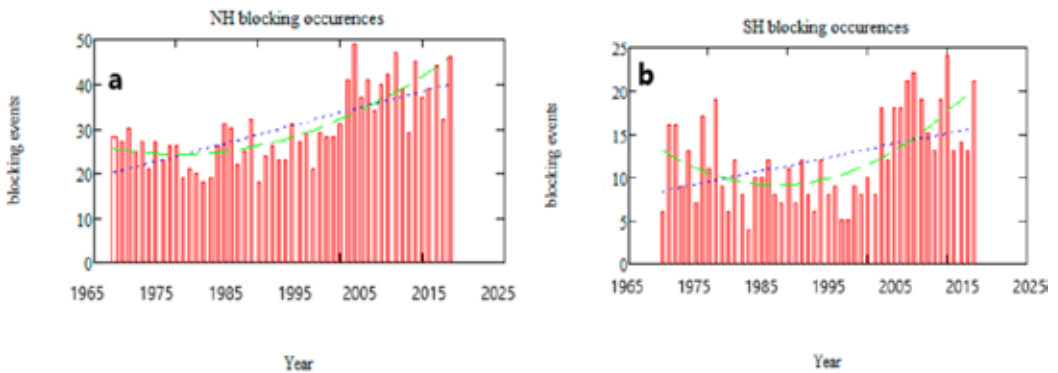 NH blocking occurences
50
40
30
20
10
0
a
blocking events
1965 1975 1985 1995 2005 2015 2025
Year
SH blocking occurences
25
20
15
10
5
0
b
blocking events
1965 1975 1985 1995 2005 2015 2025
Year